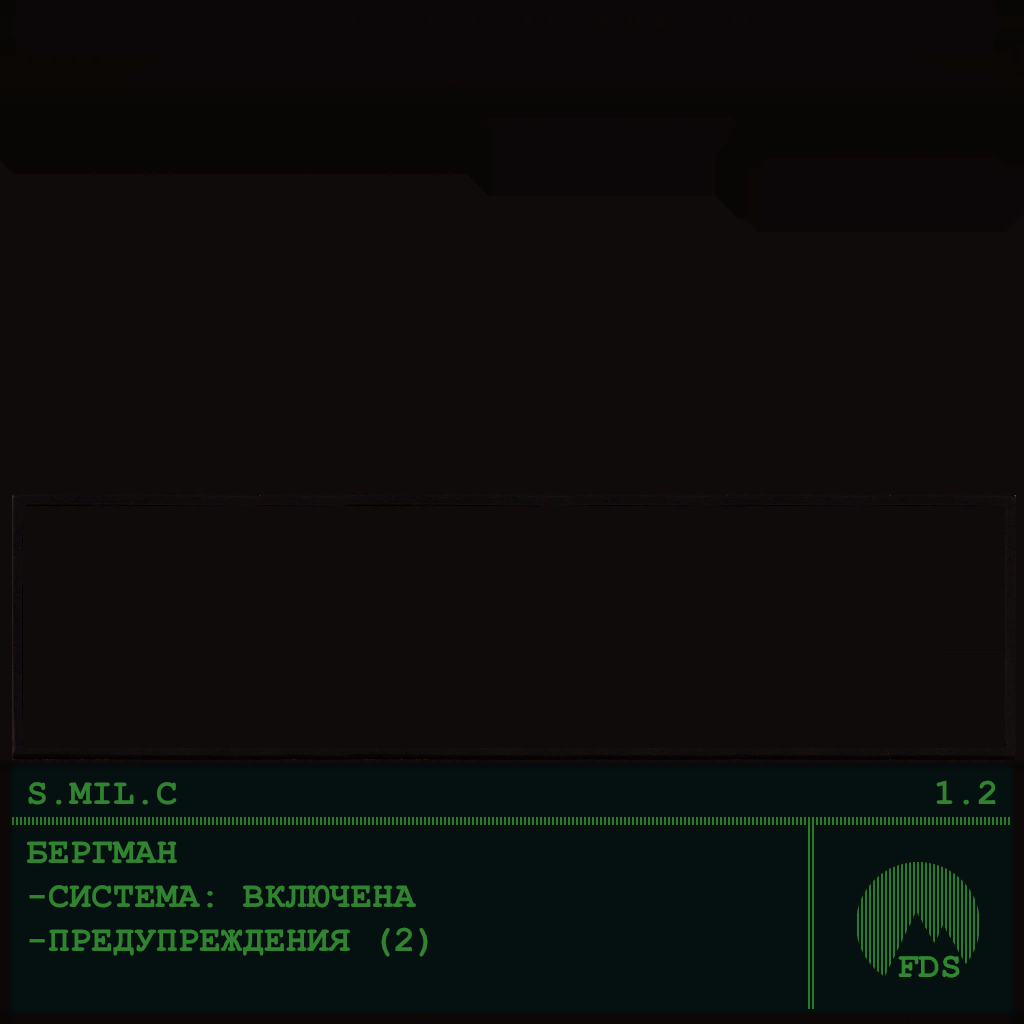 S.MIL.C 1.2
БЕРГМАН
-СИСТЕМА: ВКЛЮЧЕНА
-ПРЕДУПРЕЖДЕНИЯ (2)
FDS